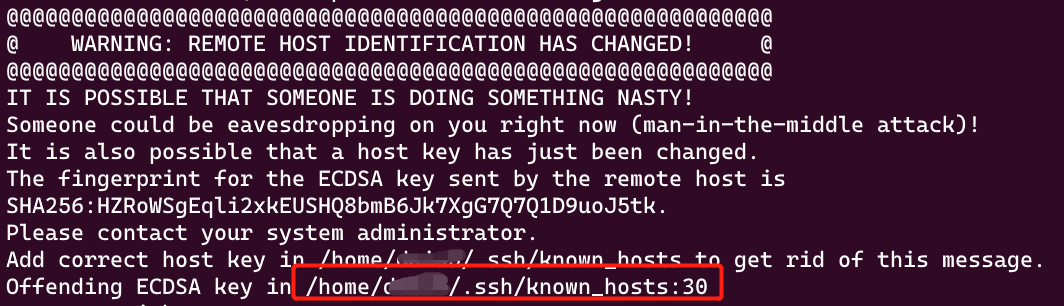 @@@@@@@@@@@@@@@@@@@@@@@@@@@@@@@@@@@@@@@@@@@@@@@@@@@@@@@@@@@
@    WARNING: REMOTE HOST IDENTIFICATION HAS CHANGED!     @
@@@@@@@@@@@@@@@@@@@@@@@@@@@@@@@@@@@@@@@@@@@@@@@@@@@@@@@@@@@
IT IS POSSIBLE THAT SOMEONE IS DOING SOMETHING NASTY!
Someone could be eavesdropping on you right now (man-in-the-middle attack)!
It is also possible that a host key has just been changed.
The fingerprint for the ECDSA key sent by the remote host is
SHA256:HZRoWSgEqli2xkEUSHQ8bmB6Jk7XgG7Q7Q1D9uoJ5tk.
Please contact your system administrator.
Add correct host key in /home/ /.ssh/known_hosts to get rid of this message.
Offending ECDSA key in /home/ /.ssh/known_hosts:30